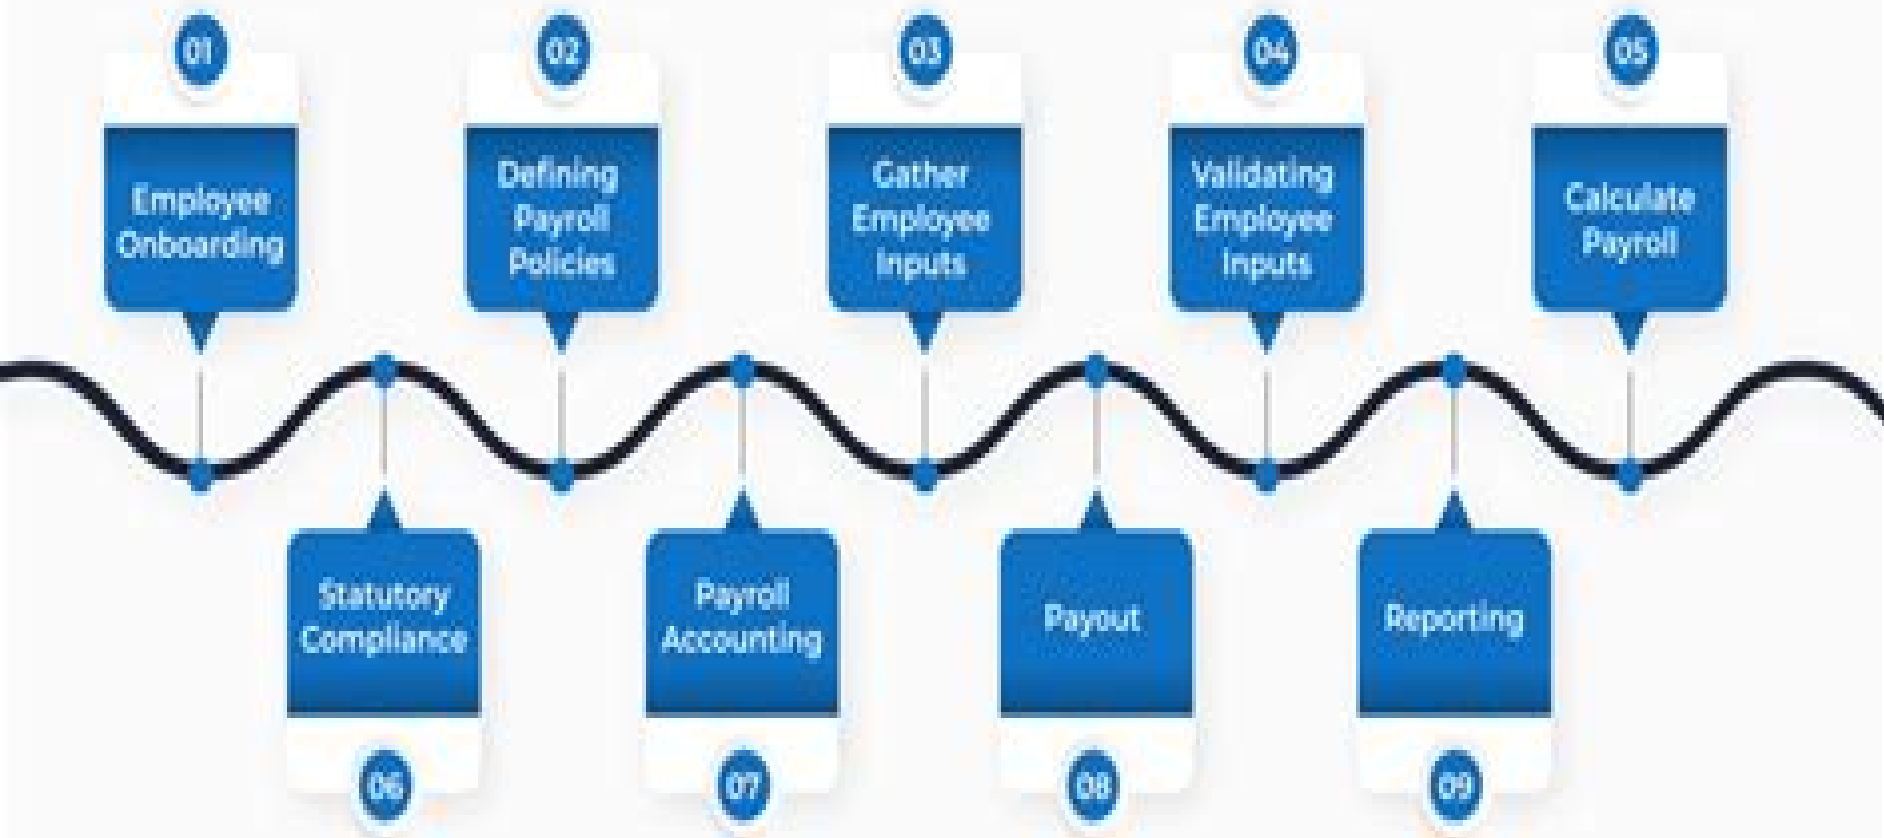 01
Employee
Onboarding
02
Defining
Payroll
Policies
03
Gather
Employee
Inputs
04
Validating
Employee
Inputs
05
Calculate
Payroll
Statutory
Compliance
06
Payroll
Accounting
07
Payout
08
Reporting
09